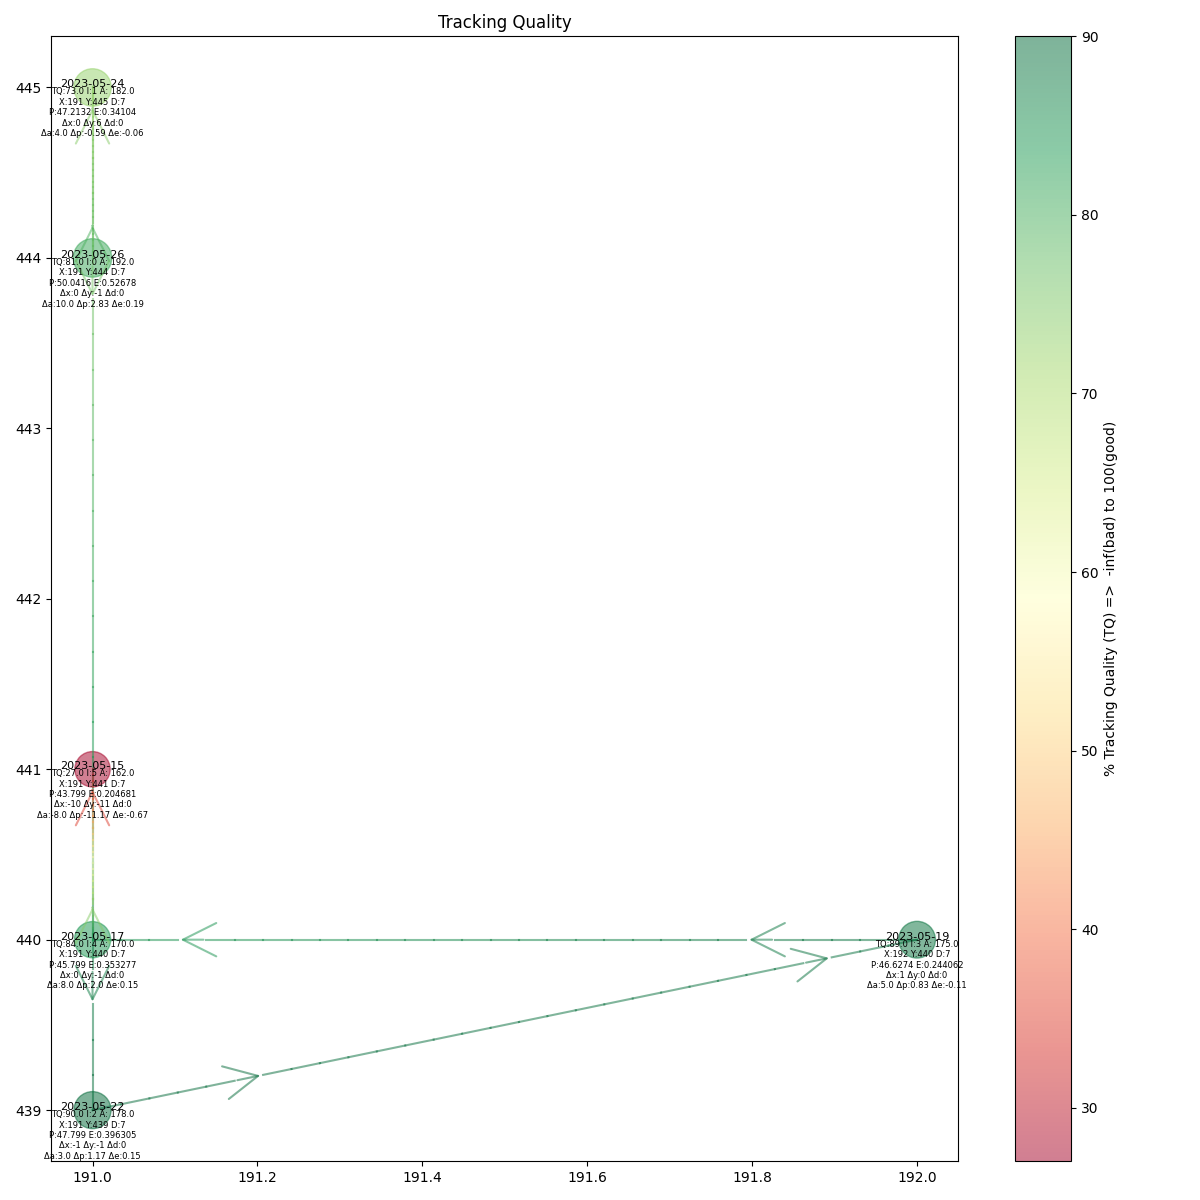 Tracking Quality
445
444
443
442
441
440
439
2023-05-24
TQ:73.0 I:1 A: 182.0
X:191 Y:445 D:7
P:47.2132 E:0.34104
Δx:0 Δy:6 Δd:0
Δa:4.0 Δp:-0.59 Δe:-0.06
2023-05-26
TQ:81.0 I:0 A: 192.0
X:191 Y:444 D:7
P:50.0416 E:0.52678
Δx:0 Δy:-1 Δd:0
Δa:10.0 Δp:2.83 Δe:0.19
2023-05-15
TQ:27.0 I:5 A: 162.0
X:191 Y:441 D:7
P:43.799 E:0.204681
Δx:-10 Δy:-11 Δd:0
Δa:-8.0 Δp:-11.17 Δe:-0.67
2023-05-17
TQ:84.0 I:4 A: 170.0
X:191 Y:440 D:7
P:45.799 E:0.353277
Δx:0 Δy:-1 Δd:0
Δa:8.0 Δp:2.0 Δe:0.15
2023-05-19
TQ:89.0 I:3 A: 175.0
X:192 Y:440 D:7
P:46.6274 E:0.244062
Δx:1 Δy:0 Δd:0
Δa:5.0 Δp:0.83 Δe:-0.11
2023-05-22
TQ:90.0 I:2 A: 178.0
X:191 Y:439 D:7
P:47.799 E:0.396305
Δx:-1 Δy:-1 Δd:0
Δa:3.0 Δp:1.17 Δe:0.15
191.0
191.2
191.4
191.6
191.8
192.0
90
80
70
60
50
40
30
% Tracking Quality (TQ) => -inf(bad) to 100(good)